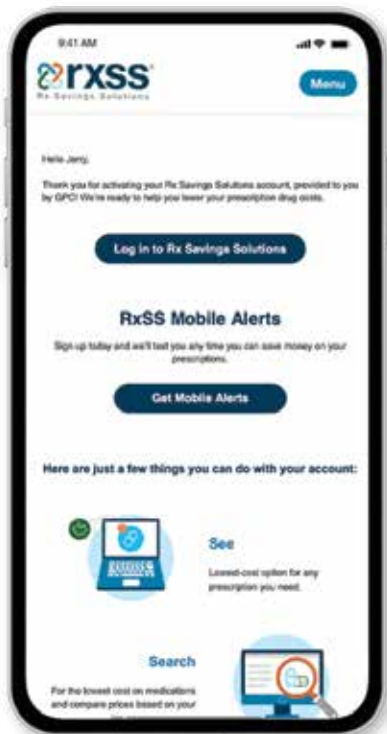 9:41 AM
rxss
Rx Savings Solutions
Menu
Hello Jerry,
Thank you for activating your Rx Savings Solutions account, provided to you
by GPC! We're ready to help you lower your prescription drug costs.
Log in to Rx Savings Solutions
RxSS Mobile Alerts
Sign up today and we'll text you any time you can save money on your
prescriptions.
Get Mobile Alerts
Here are just a few things you can do with your account:
See
Lowest-cost option for any
prescription you need.
Search
For the lowest cost on medications
and compare prices based on your